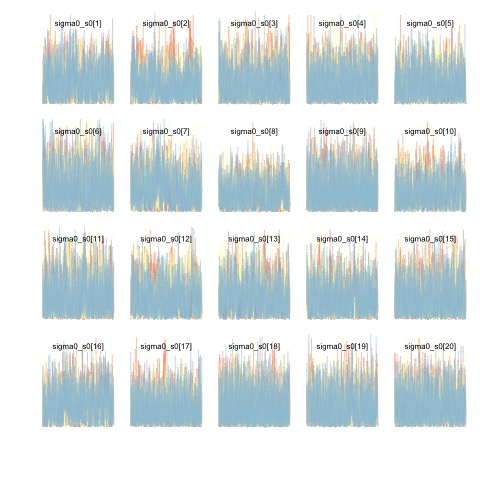 sigma0_s0[1] sigma0_s0[2] sigma0_s0[3] sigma0_s0[4] sigma0_s0[5]
sigma0_s0[6] sigma0_s0[7] sigma0_s0[8] sigma0_s0[9] sigma0_s0[10]
sigma0_s0[11] sigma0_s0[12] sigma0_s0[13] sigma0_s0[14] sigma0_s0[15]
sigma0_s0[16] sigma0_s0[17] sigma0_s0[18] sigma0_s0[19] sigma0_s0[20]